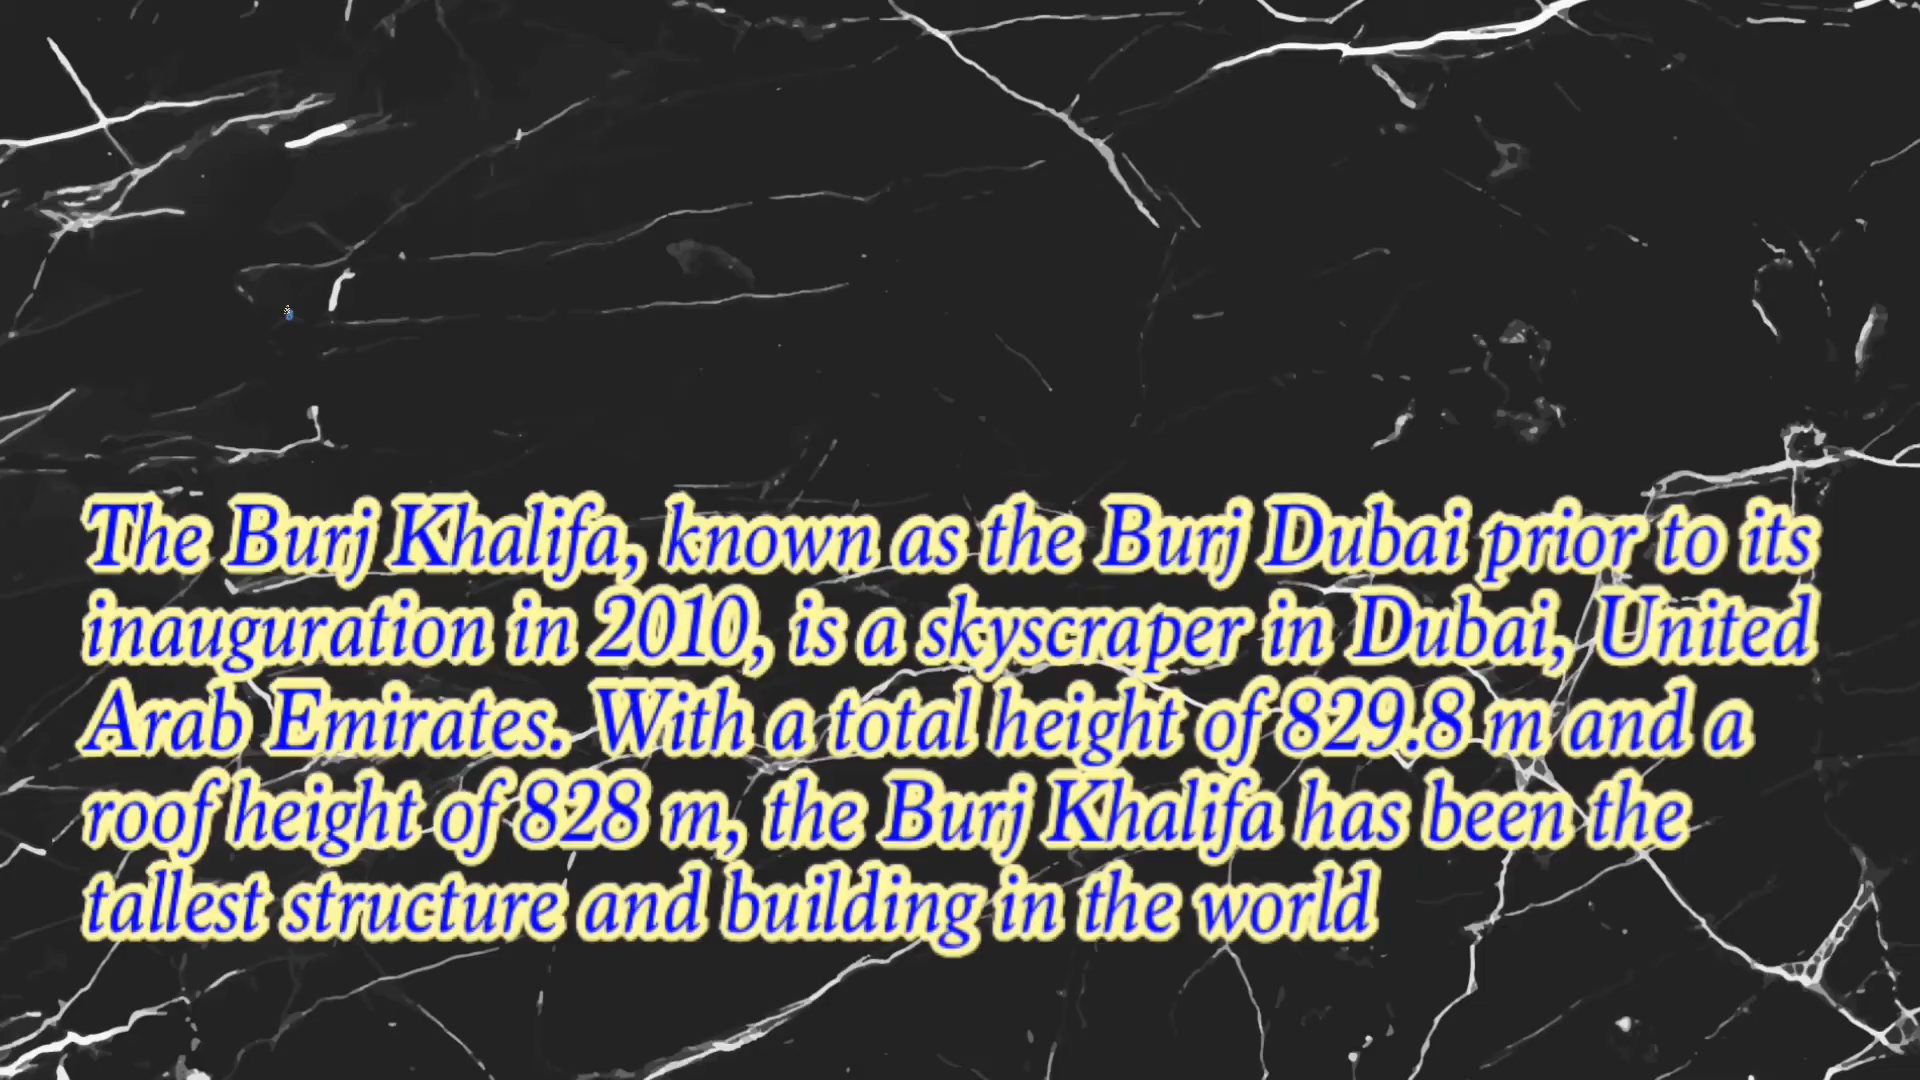 The Burj Khalifa, known as the Burj Dubai prior to its
inauguration in 2010, is a skyscraper in Dubai, United
Arab Emirates. With a total height of 829.8 m and a
roof height of 828 m, the Burj Khalifa has been the
tallest structure and building in the world